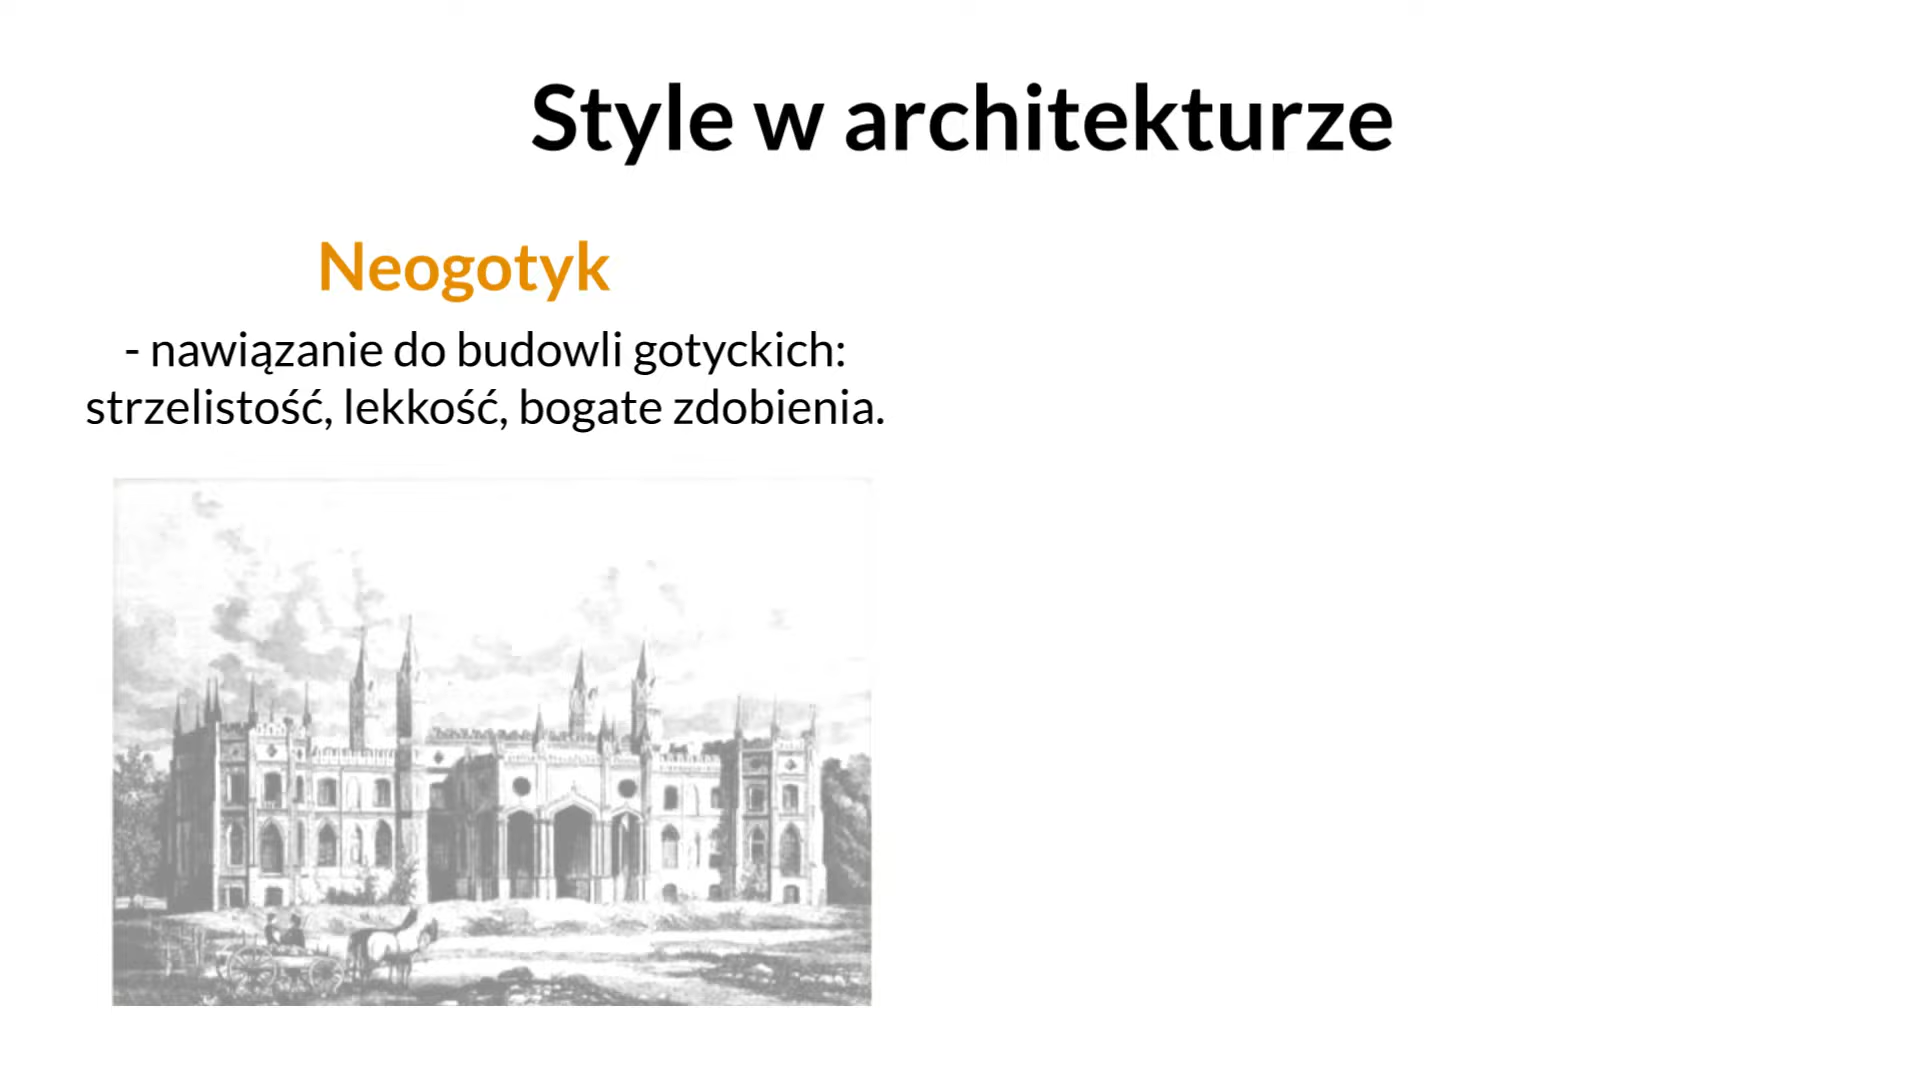 Style w architekturze
Neogotyk
- nawiązanie do budowli gotyckich:
strzelistość, lekkość, bogate zdobienia.